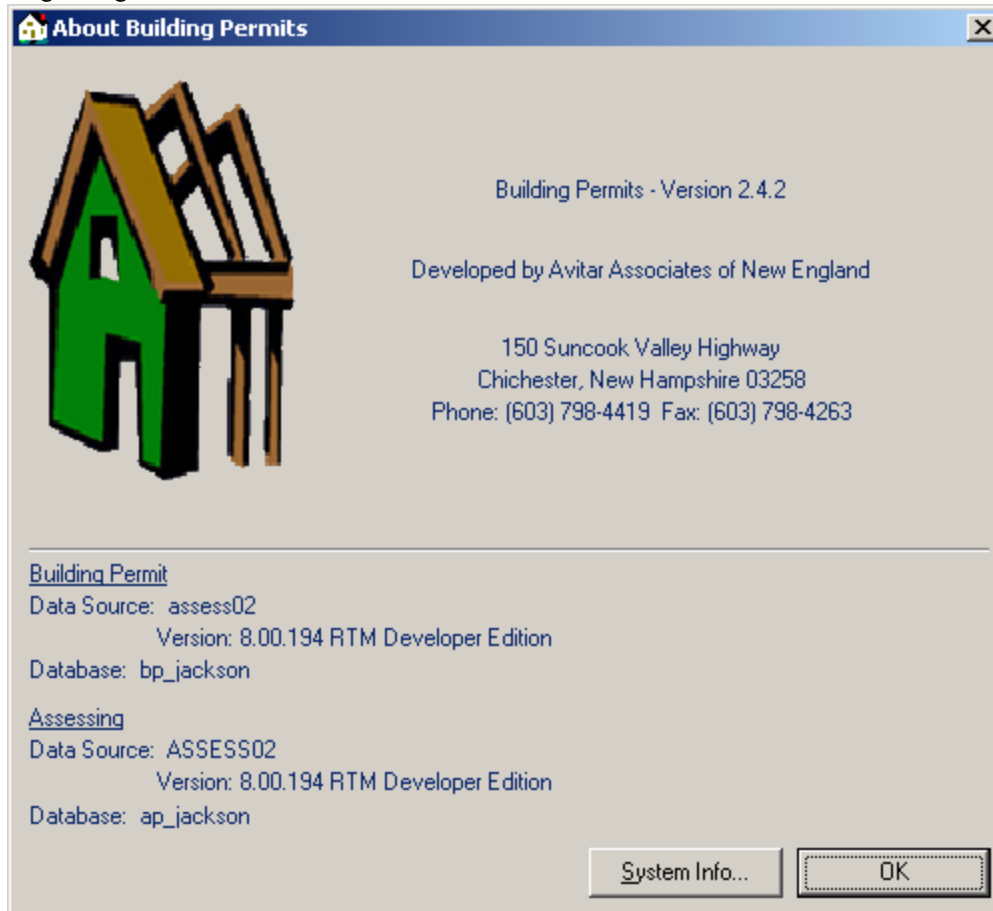 About Building Permits
Building Permits - Version 2.4.2
Developed by Avitar Associates of New England
150 Suncook Valley Highway
Chichester, New Hampshire 03258
Phone: (603) 798-4419 Fax: (603) 798-4263
Building Permit
Data Source: assess02
Version: 8.00.194 RTM Developer Edition
Database: bp_jackson
Assessing
Data Source: ASSESS02
Version: 8.00.194 RTM Developer Edition
Database: ap_jackson
System Info... OK